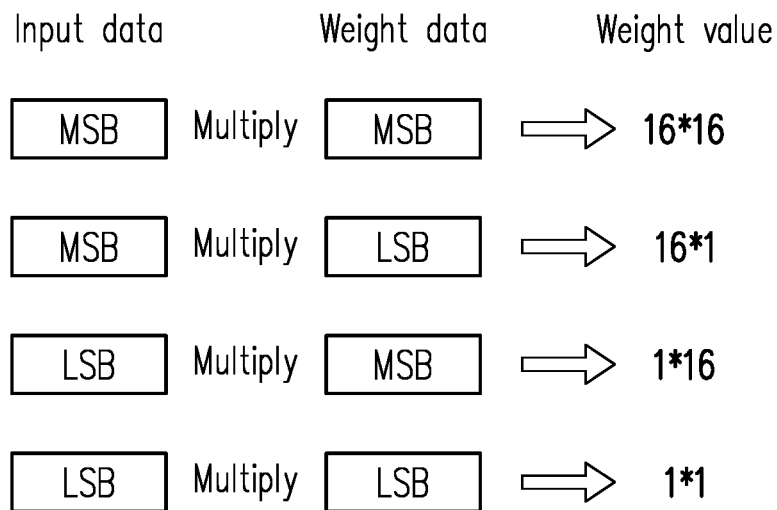 Input data Weight data Weight value
MSB Multiply MSB 16*16
MSB Multiply LSB 16*1
LSB Multiply MSB 1*16
LSB Multiply LSB 1*1